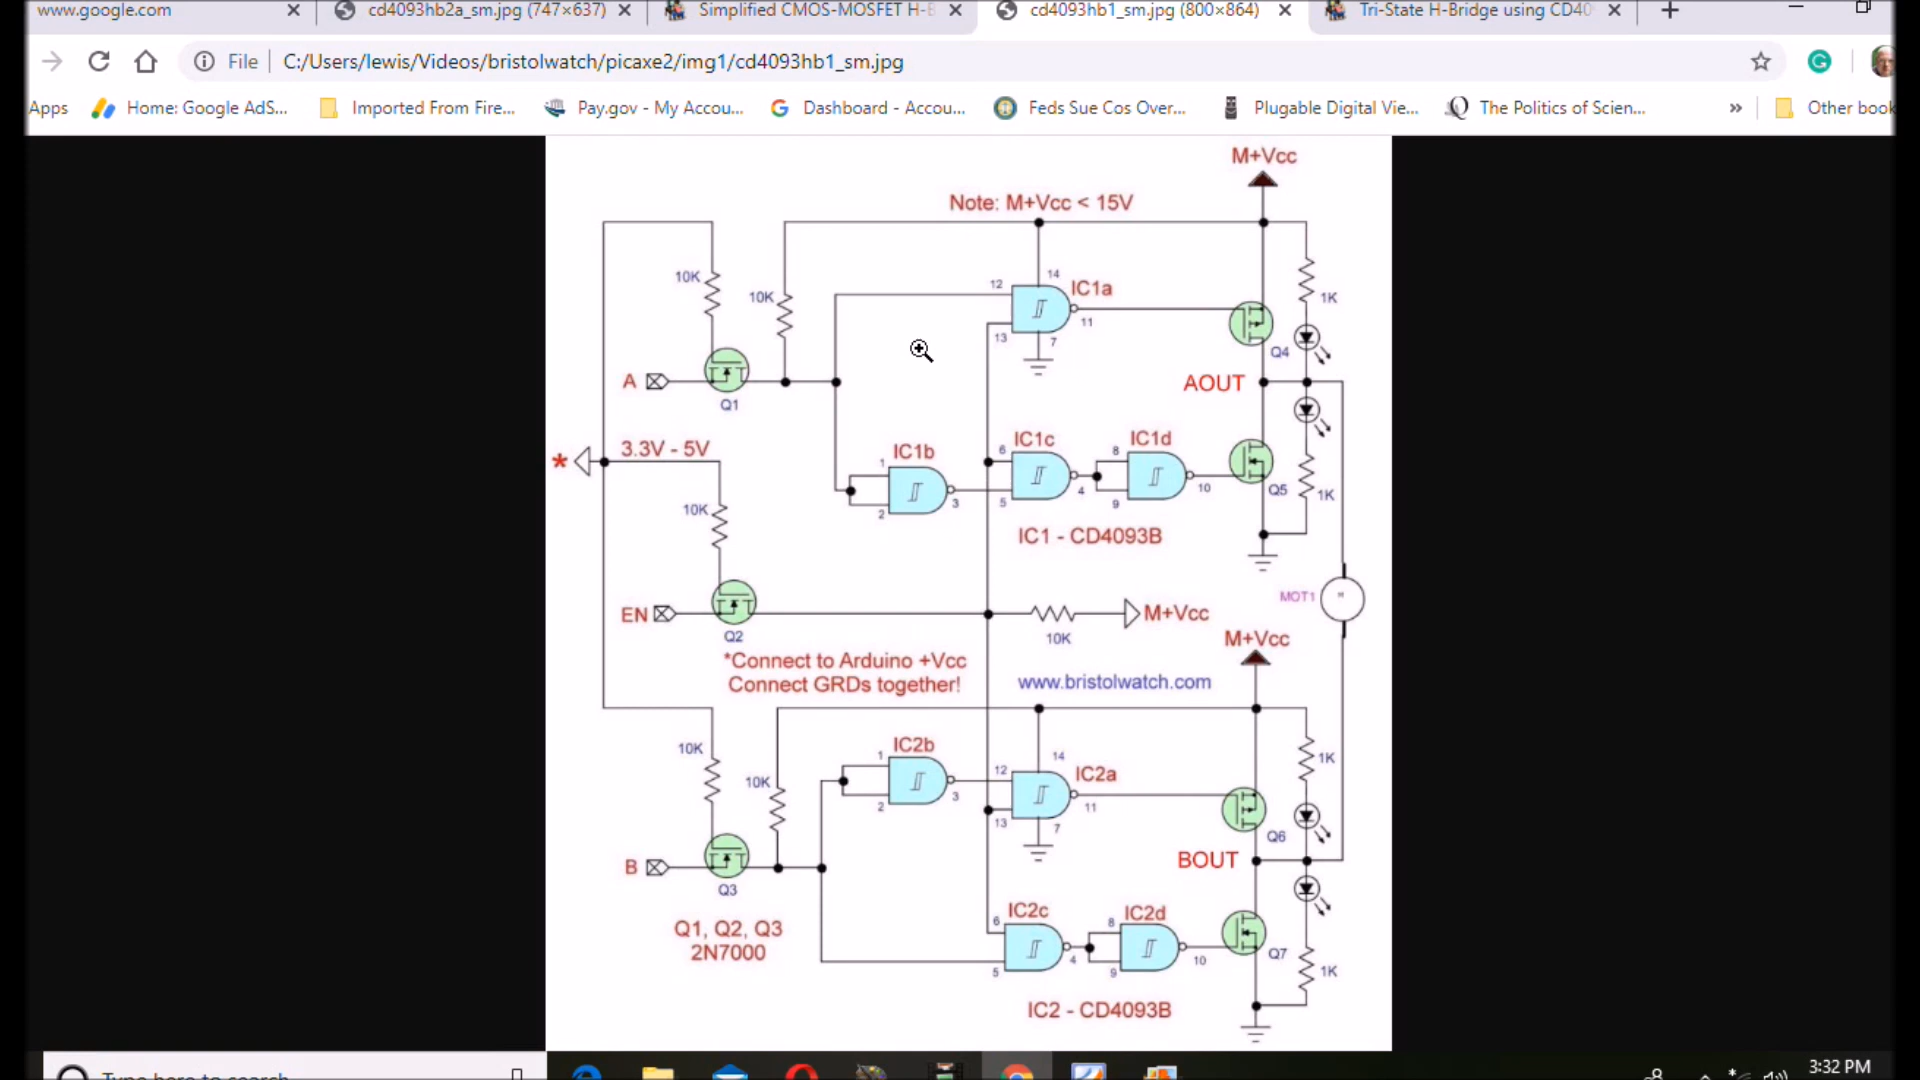 www.google.com
cd4093hb2a_sm.jpg (747×637)
Simplified CMOS-MOSFET H-B
cd4093hb1_sm.jpg (800×864)
Tri-State H-Bridge using CD40
File
C:/Users/lewis/Videos/bristolwatch/picaxe2/img1/cd4093hb1_sm.jpg
Apps
Home: Google AdS...
Imported From Fire...
Pay.gov - My Accou...
Dashboard - Accou...
Feds Sue Cos Over...
Plugable Digital Vie...
The Politics of Scien...
»
Other book
M+Vcc
Note: M+Vcc < 15V
10K
10K
12
14
IC1a
11
13
7
1K
Q4
A
Q1
AOUT
* 3.3V - 5V
IC1b
1
2
3
IC1c
6
5
4
IC1d
8
9
10
Q5
1K
10K
IC1 - CD4093B
EN
Q2
10K
M+Vcc
MOT1
M+Vcc
*Connect to Arduino +Vcc
Connect GRDs together!
www.bristolwatch.com
10K
10K
IC2b
1
2
3
12
14
IC2a
11
13
7
1K
Q6
B
Q3
BOUT
IC2c
6
5
4
IC2d
8
9
10
Q7
1K
Q1, Q2, Q3
2N7000
IC2 - CD4093B
3:32 PM